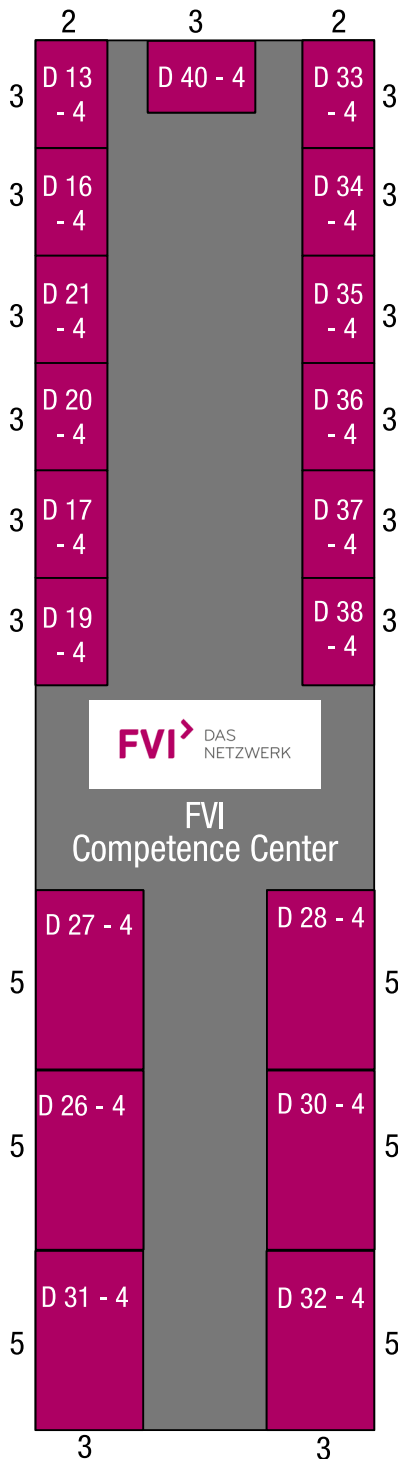 2 3 2
3 D 13 D 40 - 4 D 33 3
- 4 - 4
3 D 16 D 34 3
- 4 - 4
3 D 21 D 35 3
- 4 - 4
3 D 20 D 36 3
- 4 - 4
3 D 17 D 37 3
- 4 - 4
3 D 19 D 38 3
- 4 - 4
FVI DAS
NETZWERK
FVI
Competence Center
D 27 - 4 D 28 - 4
5 5
D 26 - 4 D 30 - 4
5 5
D 31 - 4 D 32 - 4
5 5
3 3